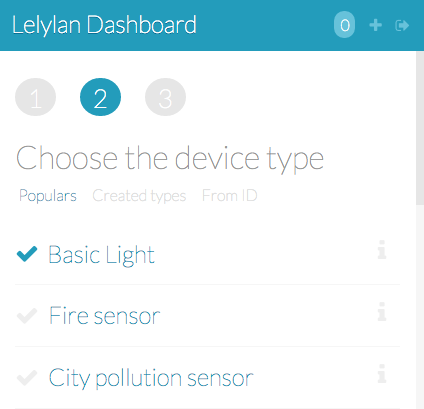 Lelylan Dashboard 0
1 2 3
Choose the device type
Populars Created types From ID
Basic Light
Fire sensor
City pollution sensor